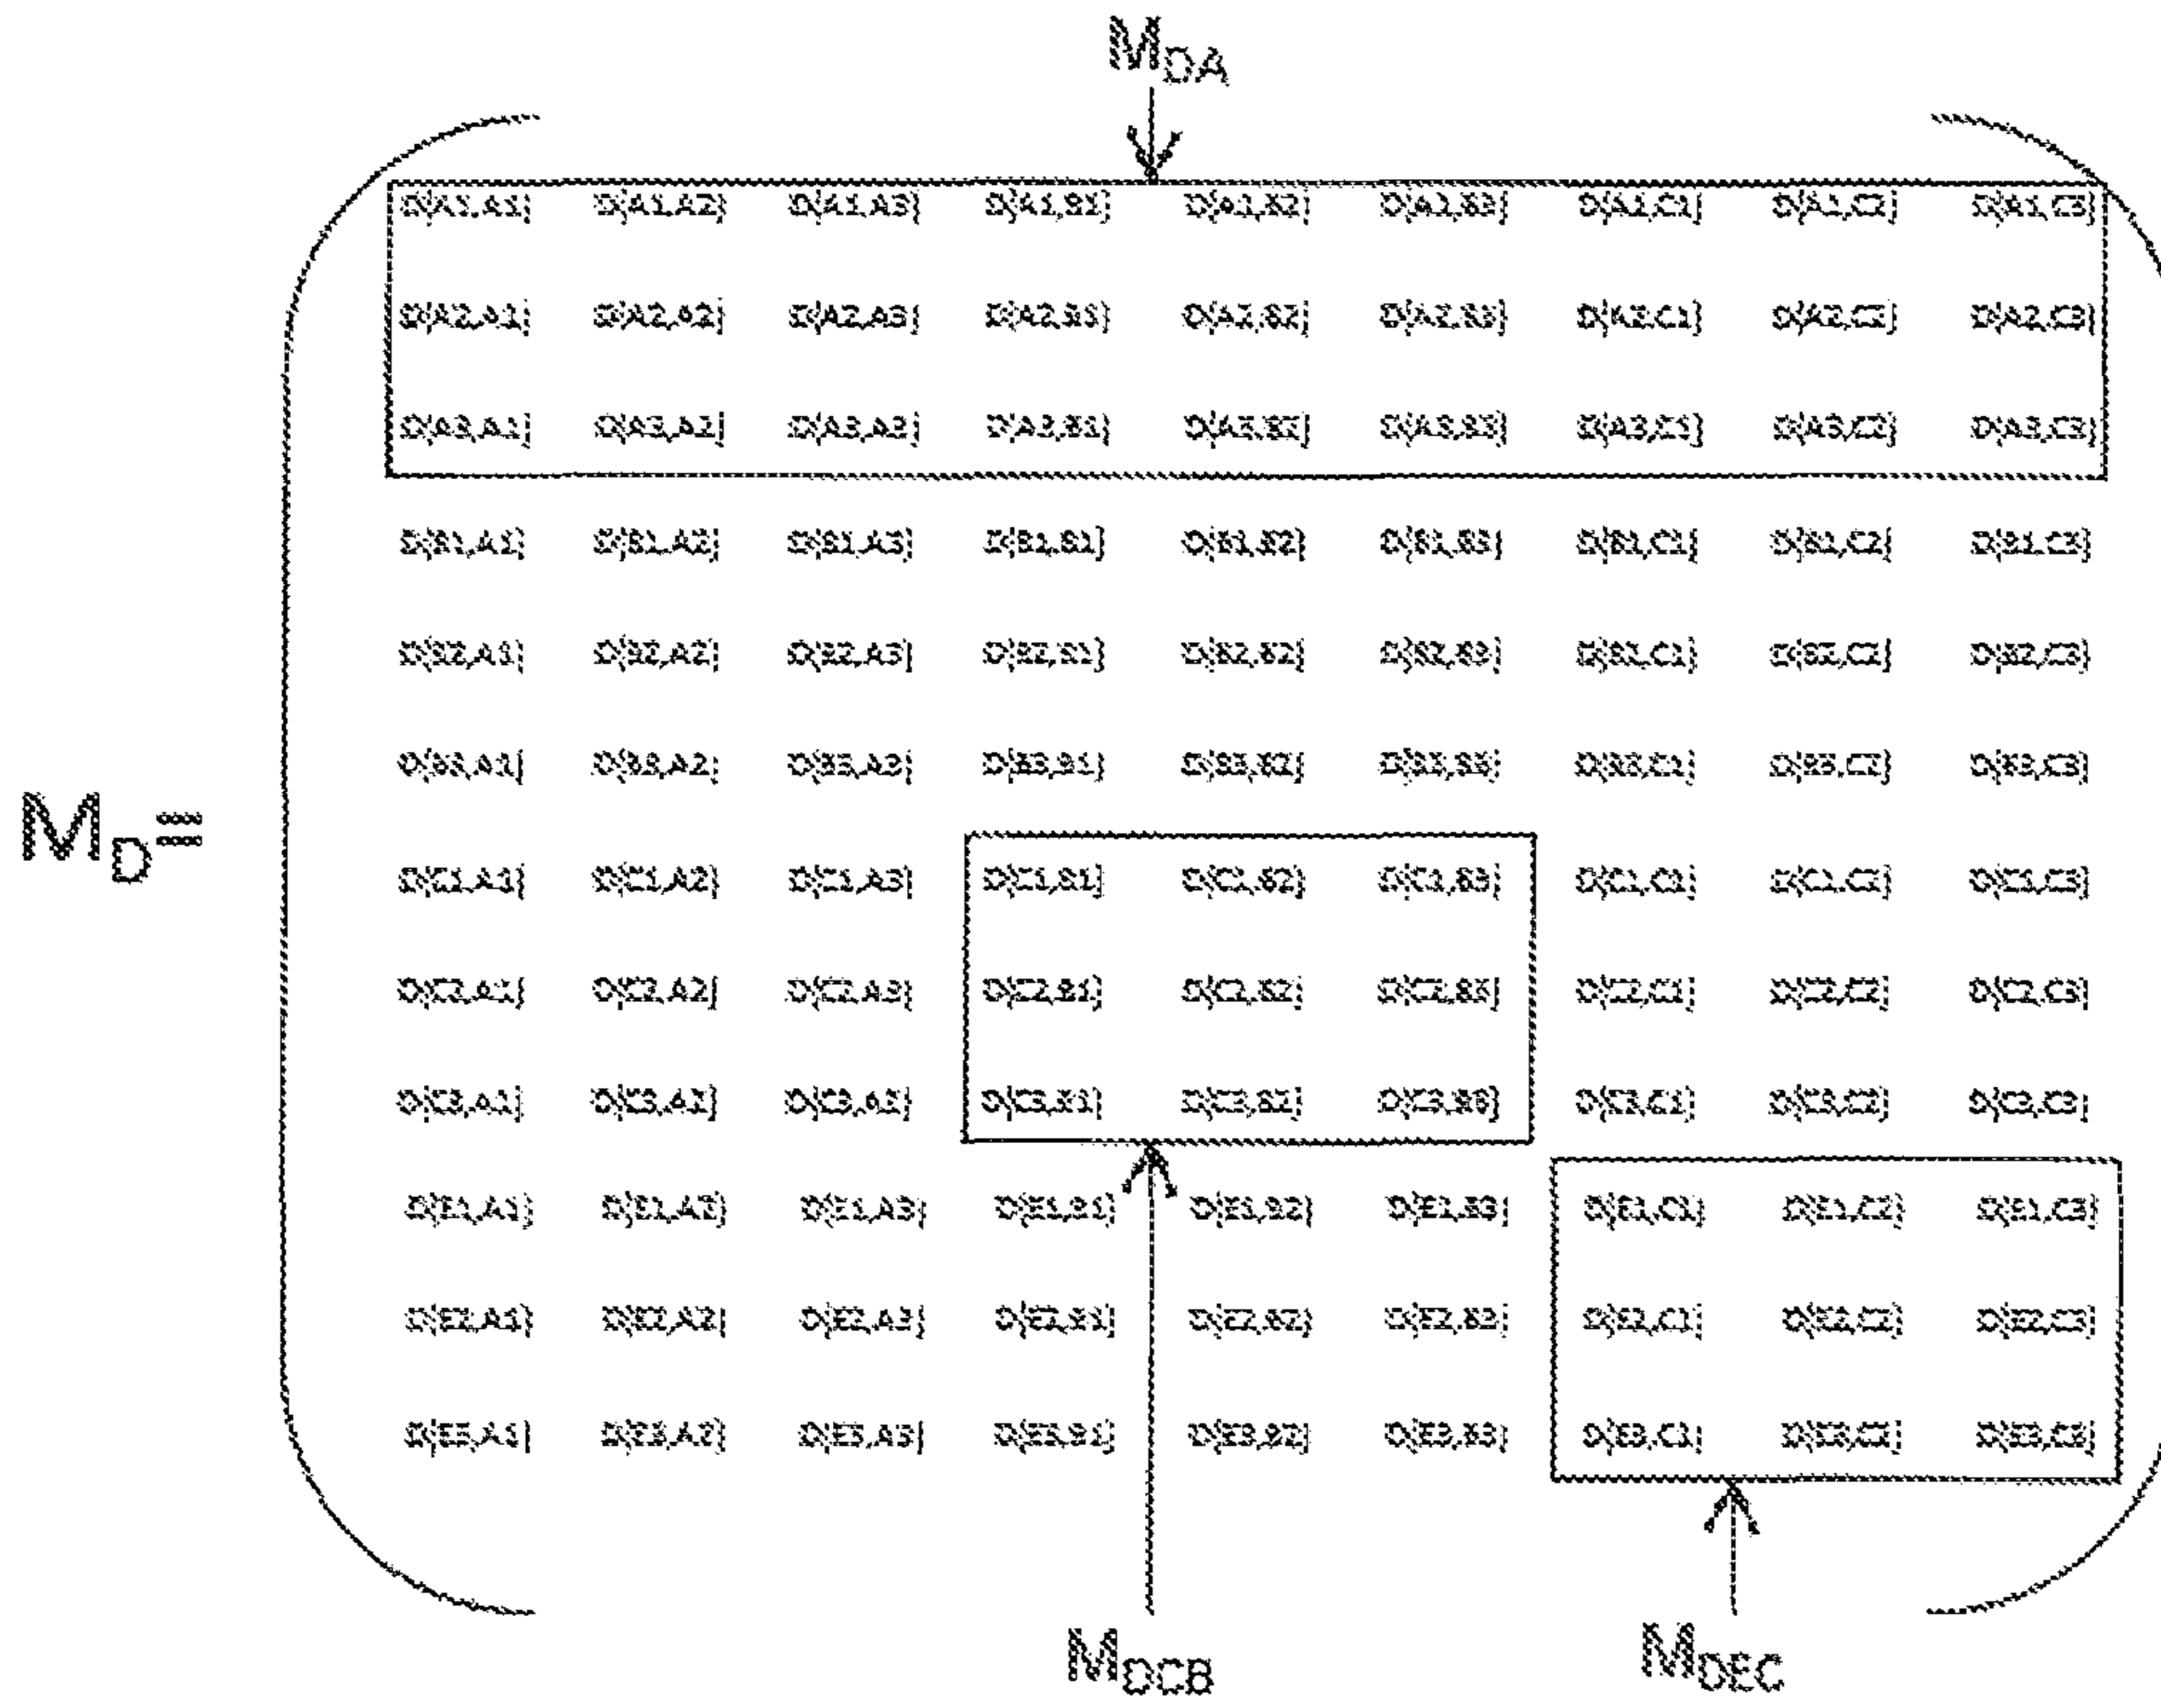 M_DA
D[A1,A1] D[A1,A2] D[A1,A3] D[A1,B1] D[A1,B2] D[A1,B3] D[A1,C1] D[A1,C2] D[A1,C3]
D[A2,A1] D[A2,A2] D[A2,A3] D[A2,B1] D[A2,B2] D[A2,B3] D[A2,C1] D[A2,C2] D[A2,C3]
D[A3,A1] D[A3,A2] D[A3,A3] D[A3,B1] D[A3,B2] D[A3,B3] D[A3,C1] D[A3,C2] D[A3,C3]
D[B1,A1] D[B1,A2] D[B1,A3] D[B1,B1] D[B1,B2] D[B1,B3] D[B1,C1] D[B1,C2] D[B1,C3]
D[B2,A1] D[B2,A2] D[B2,A3] D[B2,B1] D[B2,B2] D[B2,B3] D[B2,C1] D[B2,C2] D[B2,C3]
D[B3,A1] D[B3,A2] D[B3,A3] D[B3,B1] D[B3,B2] D[B3,B3] D[B3,C1] D[B3,C2] D[B3,C3]
M_D=
D[C1,A1] D[C1,A2] D[C1,A3] D[C1,B1] D[C1,B2] D[C1,B3] D[C1,C1] D[C1,C2] D[C1,C3]
D[C2,A1] D[C2,A2] D[C2,A3] D[C2,B1] D[C2,B2] D[C2,B3] D[C2,C1] D[C2,C2] D[C2,C3]
D[C3,A1] D[C3,A2] D[C3,A3] D[C3,B1] D[C3,B2] D[C3,B3] D[C3,C1] D[C3,C2] D[C3,C3]
D[E1,A1] D[E1,A2] D[E1,A3] D[E1,B1] D[E1,B2] D[E1,B3] D[E1,C1] D[E1,C2] D[E1,C3]
D[E2,A1] D[E2,A2] D[E2,A3] D[E2,B1] D[E2,B2] D[E2,B3] D[E2,C1] D[E2,C2] D[E2,C3]
D[E3,A1] D[E3,A2] D[E3,A3] D[E3,B1] D[E3,B2] D[E3,B3] D[E3,C1] D[E3,C2] D[E3,C3]
M_DCB M_DEC